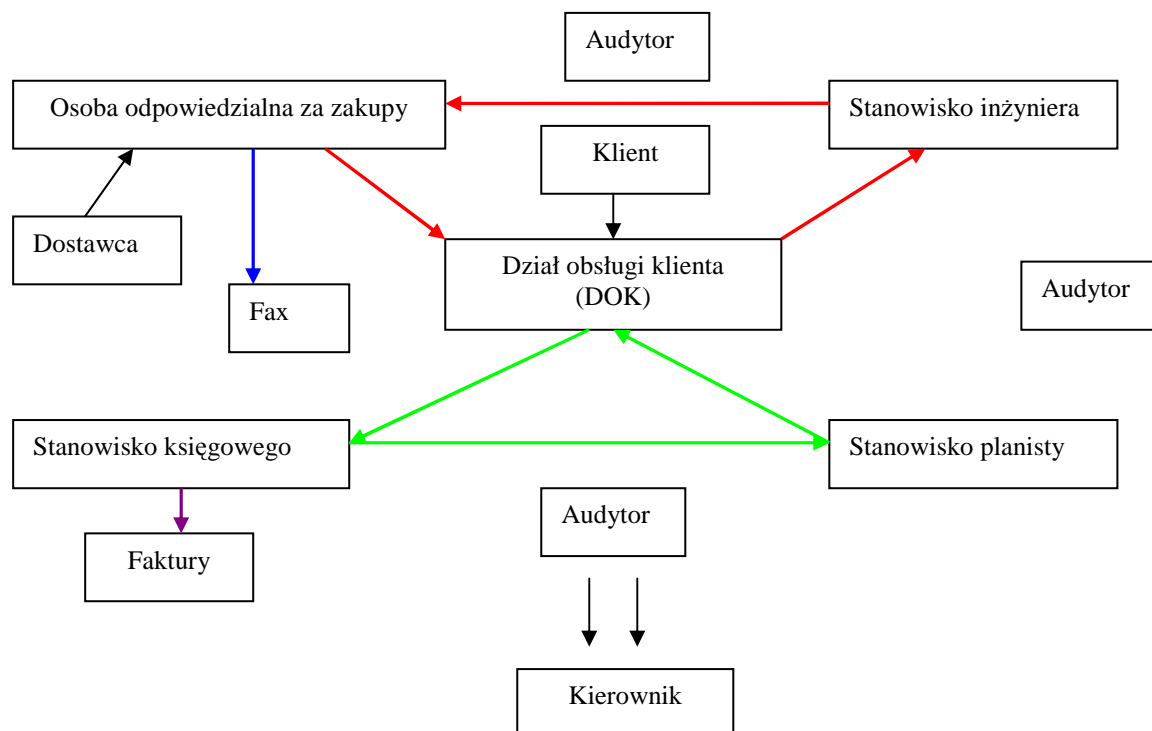 Audytor
Osoba odpowiedzialna za zakupy
Stanowisko inżyniera
Klient
Dostawca
Dział obsługi klienta
(DOK)
Audytor
Fax
Stanowisko księgowego
Stanowisko planisty
Audytor
Faktury
Kierownik